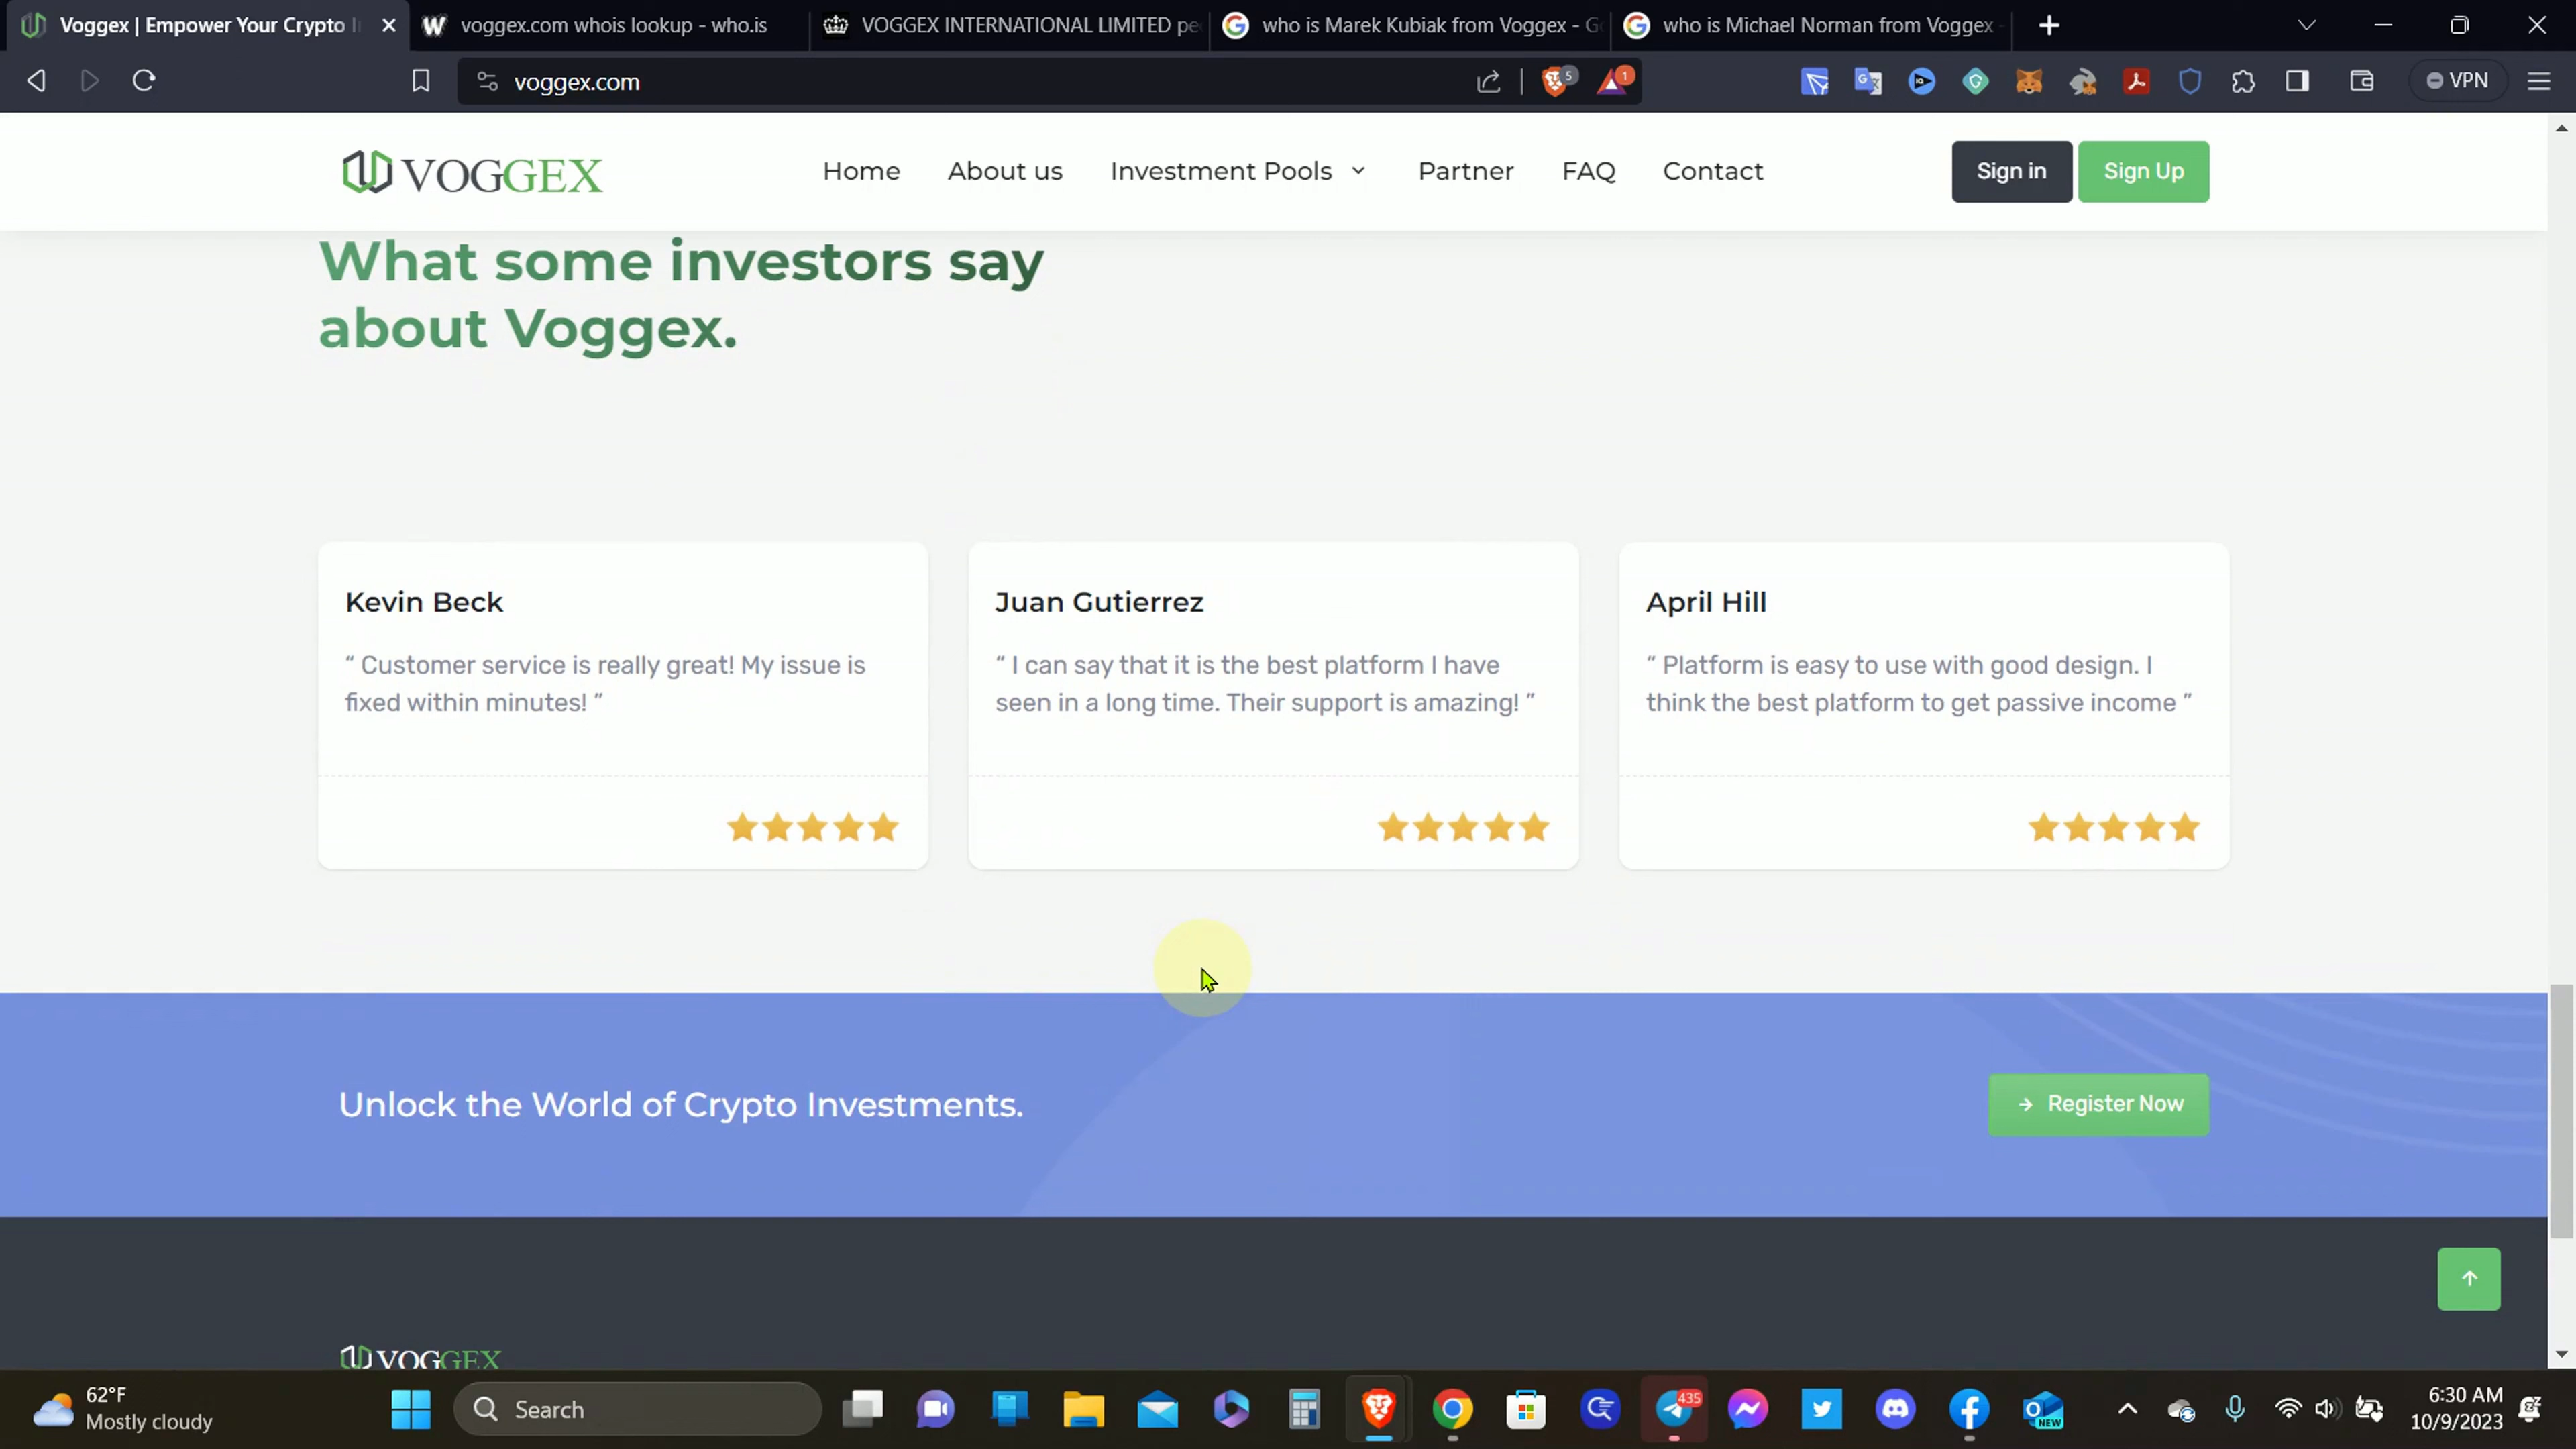 Voggex | Empower Your Crypto I
voggex.com whois lookup - who.is
VOGGEX INTERNATIONAL LIMITED pe
who is Marek Kubiak from Voggex - Go
who is Michael Norman from Voggex -
voggex.com
5
1
VPN
VOGGEX
Home
About us
Investment Pools
Partner
FAQ
Contact
Sign in
Sign Up
What some investors say
about Voggex.
Kevin Beck
“ Customer service is really great! My issue is
fixed within minutes! ”
Juan Gutierrez
“ I can say that it is the best platform I have
seen in a long time. Their support is amazing! ”
April Hill
“ Platform is easy to use with good design. I
think the best platform to get passive income ”
Unlock the World of Crypto Investments.
→ Register Now
VOGGEX
62°F
Mostly cloudy
Search
435
NEW
6:30 AM
10/9/2023